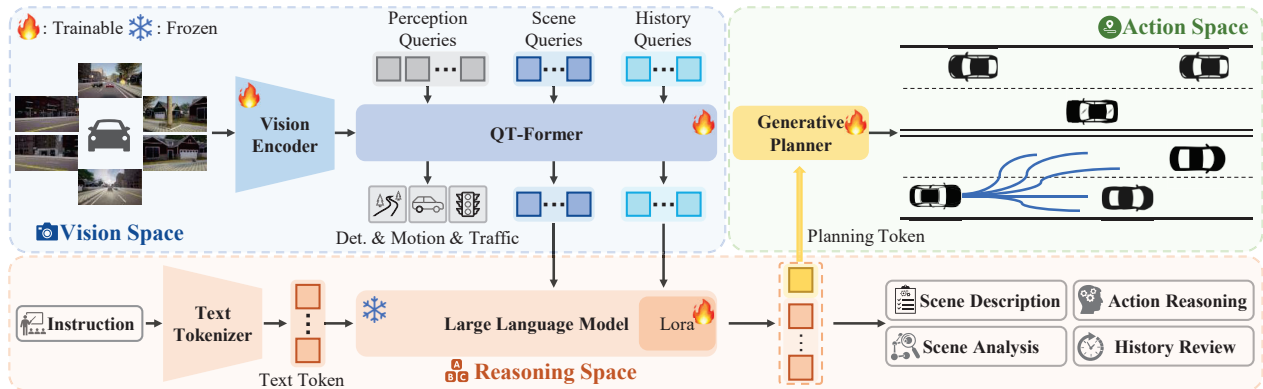 : Trainable : Frozen
Perception
Queries
Scene
Queries
History
Queries
Vision
Encoder
QT-Former
Det. & Motion & Traffic
Vision Space
Action Space
Generative
Planner
Planning Token
Instruction
Text
Tokenizer
Text Token
Large Language Model
Lora
A
B C
Reasoning Space
Scene Description
Action Reasoning
Scene Analysis
History Review